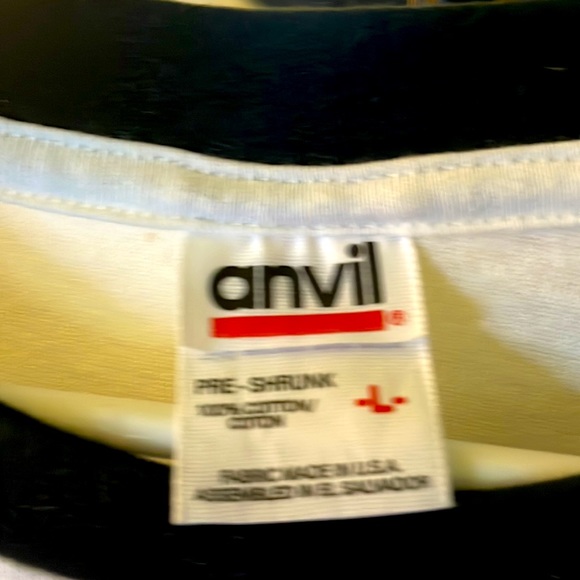 anvil®
PRE-SHRUNK
100% COTTON/
COTON
-L-
FABRIC MADE IN U.S.A.
ASSEMBLED IN EL SALVADOR